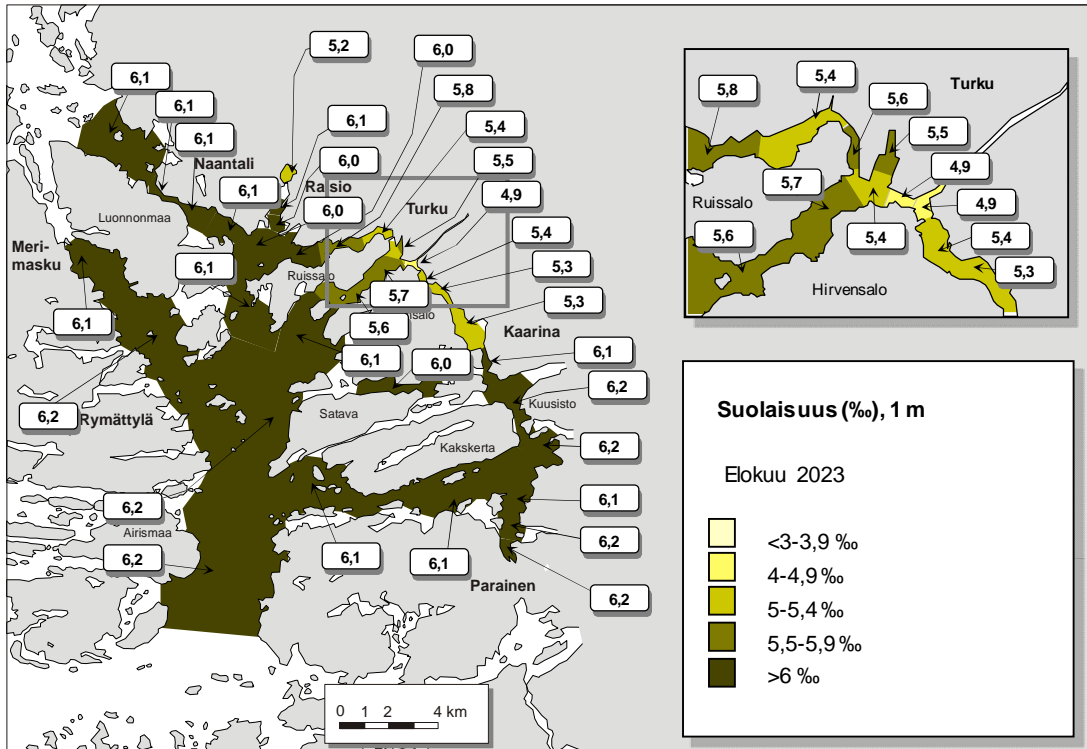 5,2
6,0
6,1
5,8
6,1
6,1
5,4
6,1
Naantali
6,0
5,5
6,1
Raisio
4,9
6,0
Turku
Luonnonmaa
5,4
Meri-
masku
6,1
Ruissalo
5,3
5,7
5,3
6,1
5,6
Kaarina
6,1
6,1
6,0
6,2
6,2
Rymättylä
Satava
Kuusisto
Kakskerta
6,2
6,2
6,1
Airismaa
6,2
6,2
6,1
6,1
Parainen
6,2
0 1 2 4 km
5,4
Turku
5,8
5,6
5,5
4,9
5,7
Ruissalo
4,9
5,6
5,4
5,4
5,3
Hirvensalo
Suolaisuus (‰), 1 m
Elokuu 2023
<3-3,9 ‰
4-4,9 ‰
5-5,4 ‰
5,5-5,9 ‰
>6 ‰